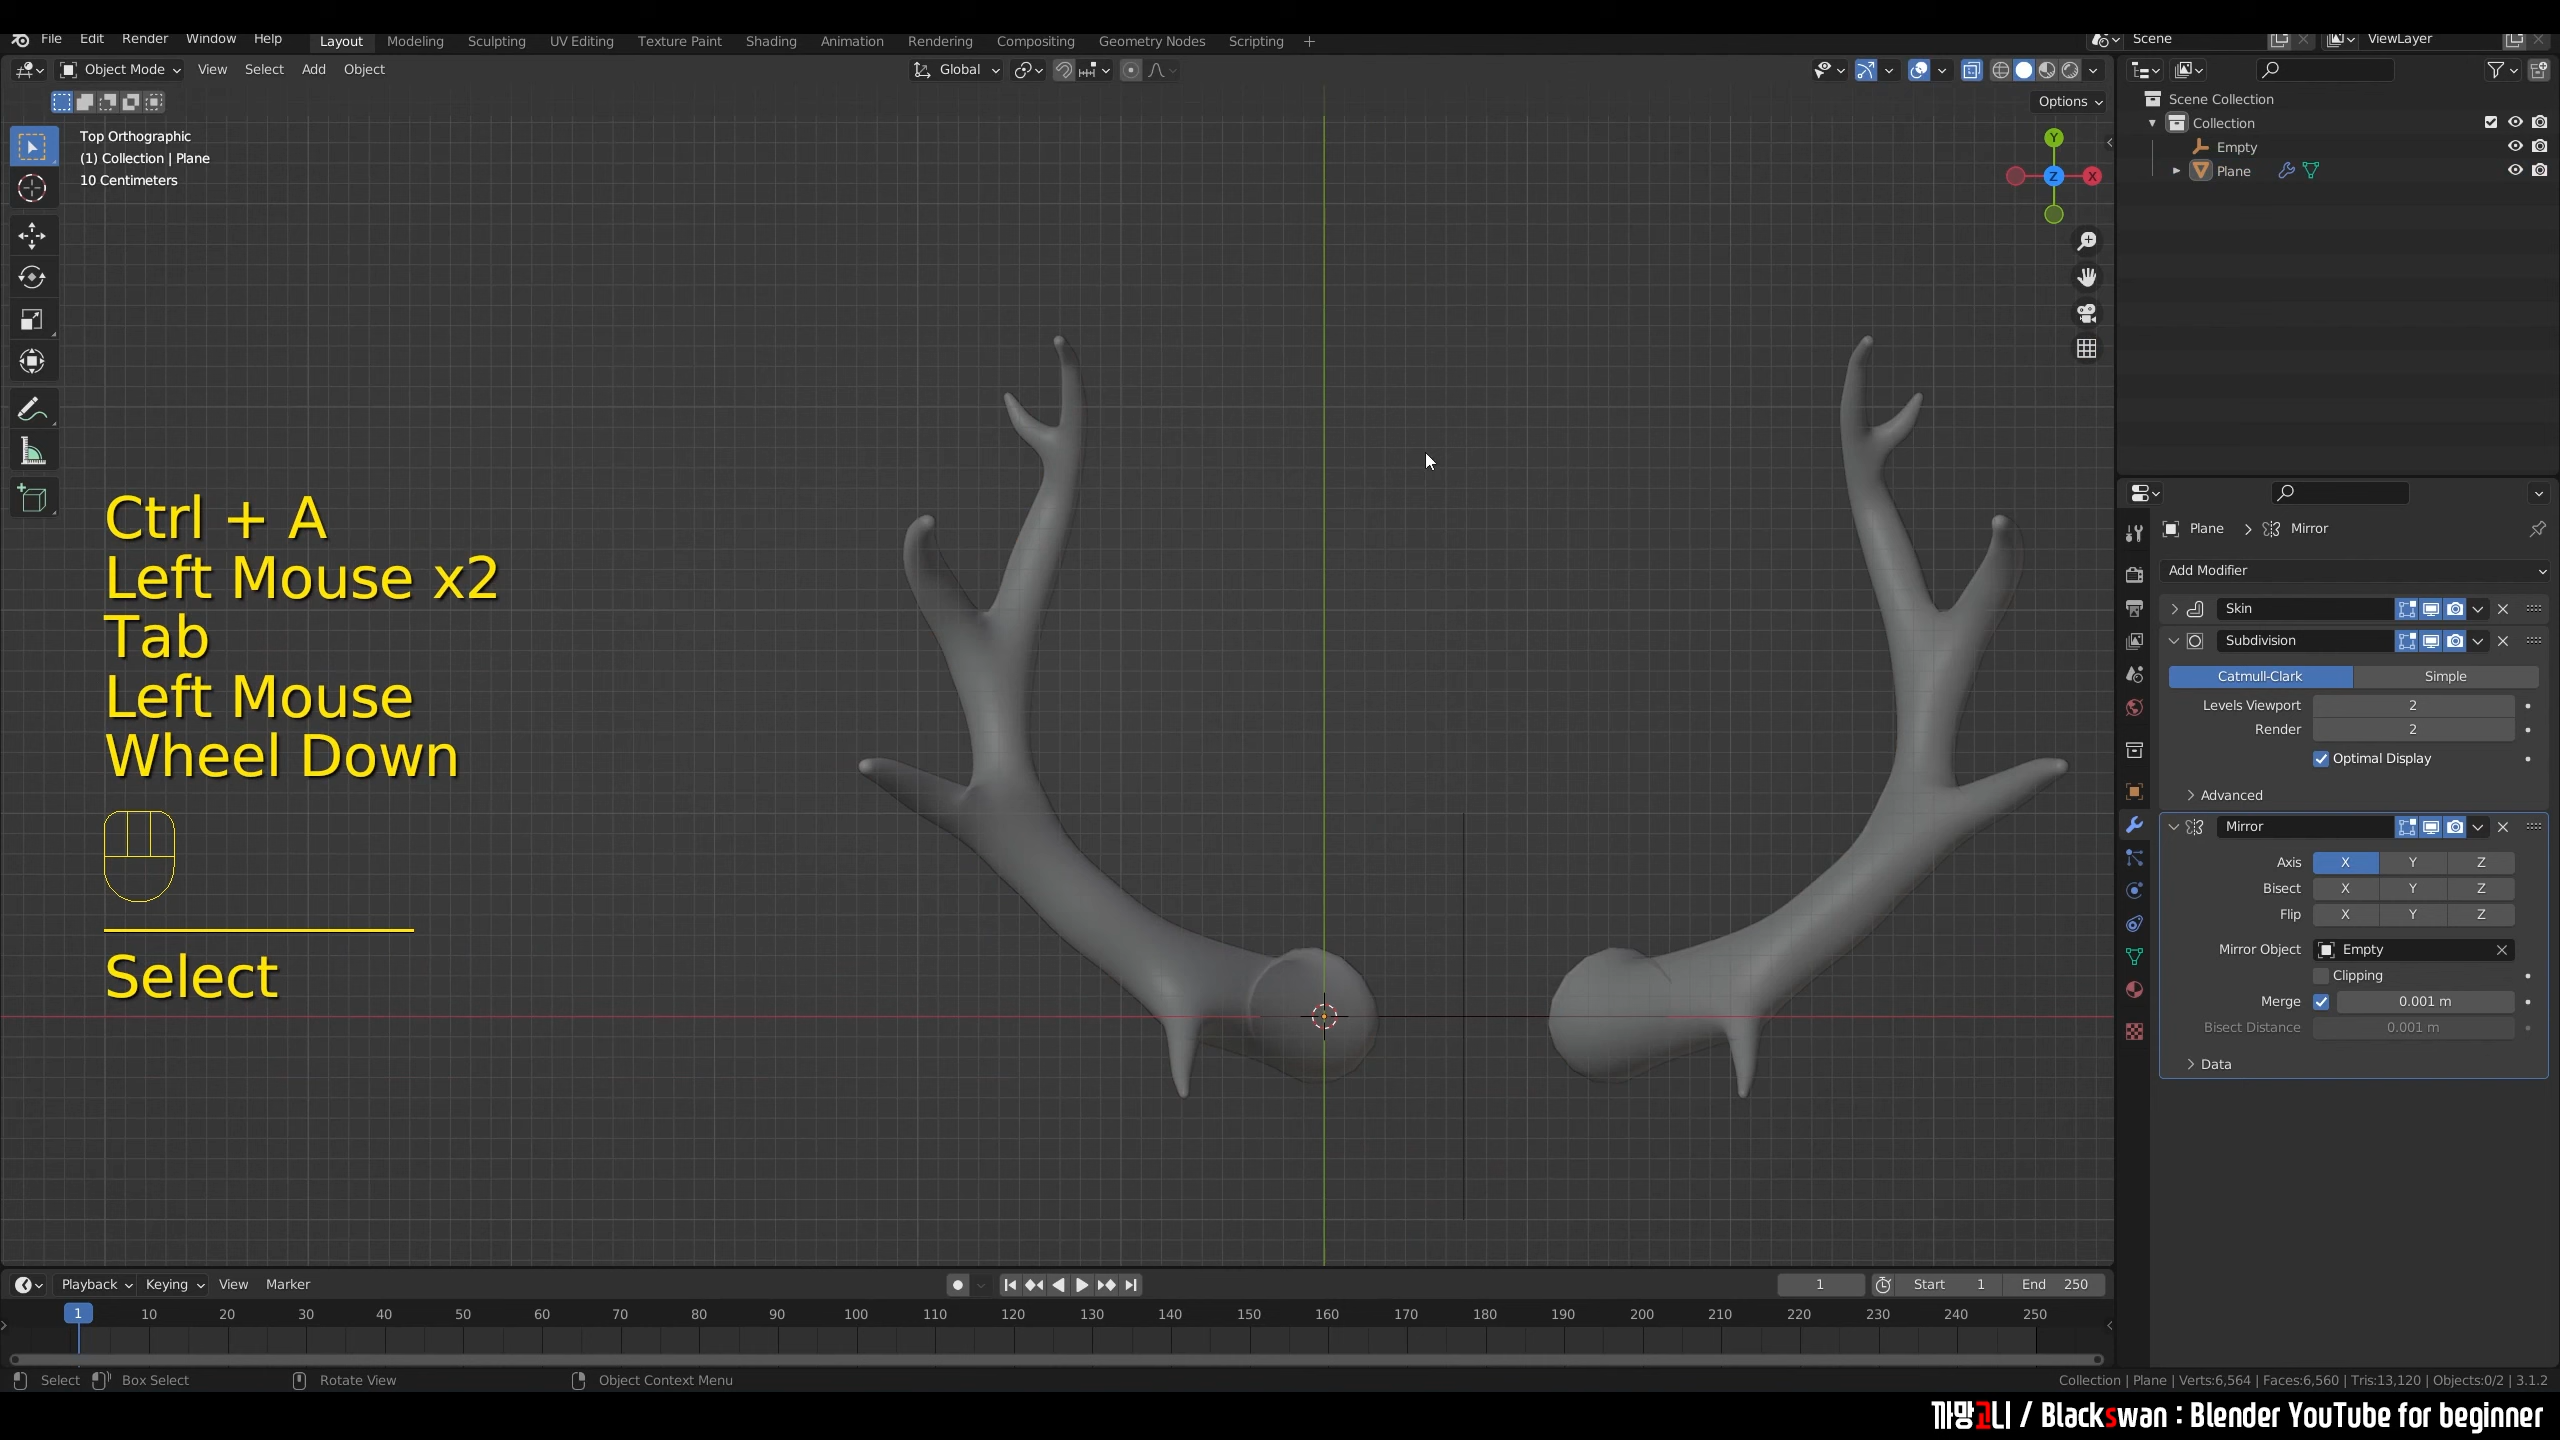 File Edit Render Window Help Layout Modeling Sculpting UV Editing Texture Paint Shading Animation Rendering Compositing Geometry Nodes Scripting + Scene ViewLayer
Object Mode View Select Add Object Global
Options
Top Orthographic
(1) Collection | Plane
10 Centimeters
Y
Z
X
Ctrl + A
Left Mouse x2
Tab
Left Mouse
Wheel Down
Select
Scene Collection
Collection
Empty
Plane
Plane > Mirror
Add Modifier
Skin
Subdivision
Catmull-Clark Simple
Levels Viewport 2
Render 2
Optimal Display
Advanced
Mirror
Axis X Y Z
Bisect X Y Z
Flip X Y Z
Mirror Object Empty
Clipping
Merge 0.001 m
Bisect Distance 0.001 m
Data
Playback Keying View Marker 1 Start 1 End 250
1 10 20 30 40 50 60 70 80 90 100 110 120 130 140 150 160 170 180 190 200 210 220 230 240 250
Select Box Select Rotate View Object Context Menu Collection | Plane | Verts:6,564 | Faces:6,560 | Tris:13,120 | Objects:0/2 | 3.1.2
까망고니 / Blackswan : Blender YouTube for beginner